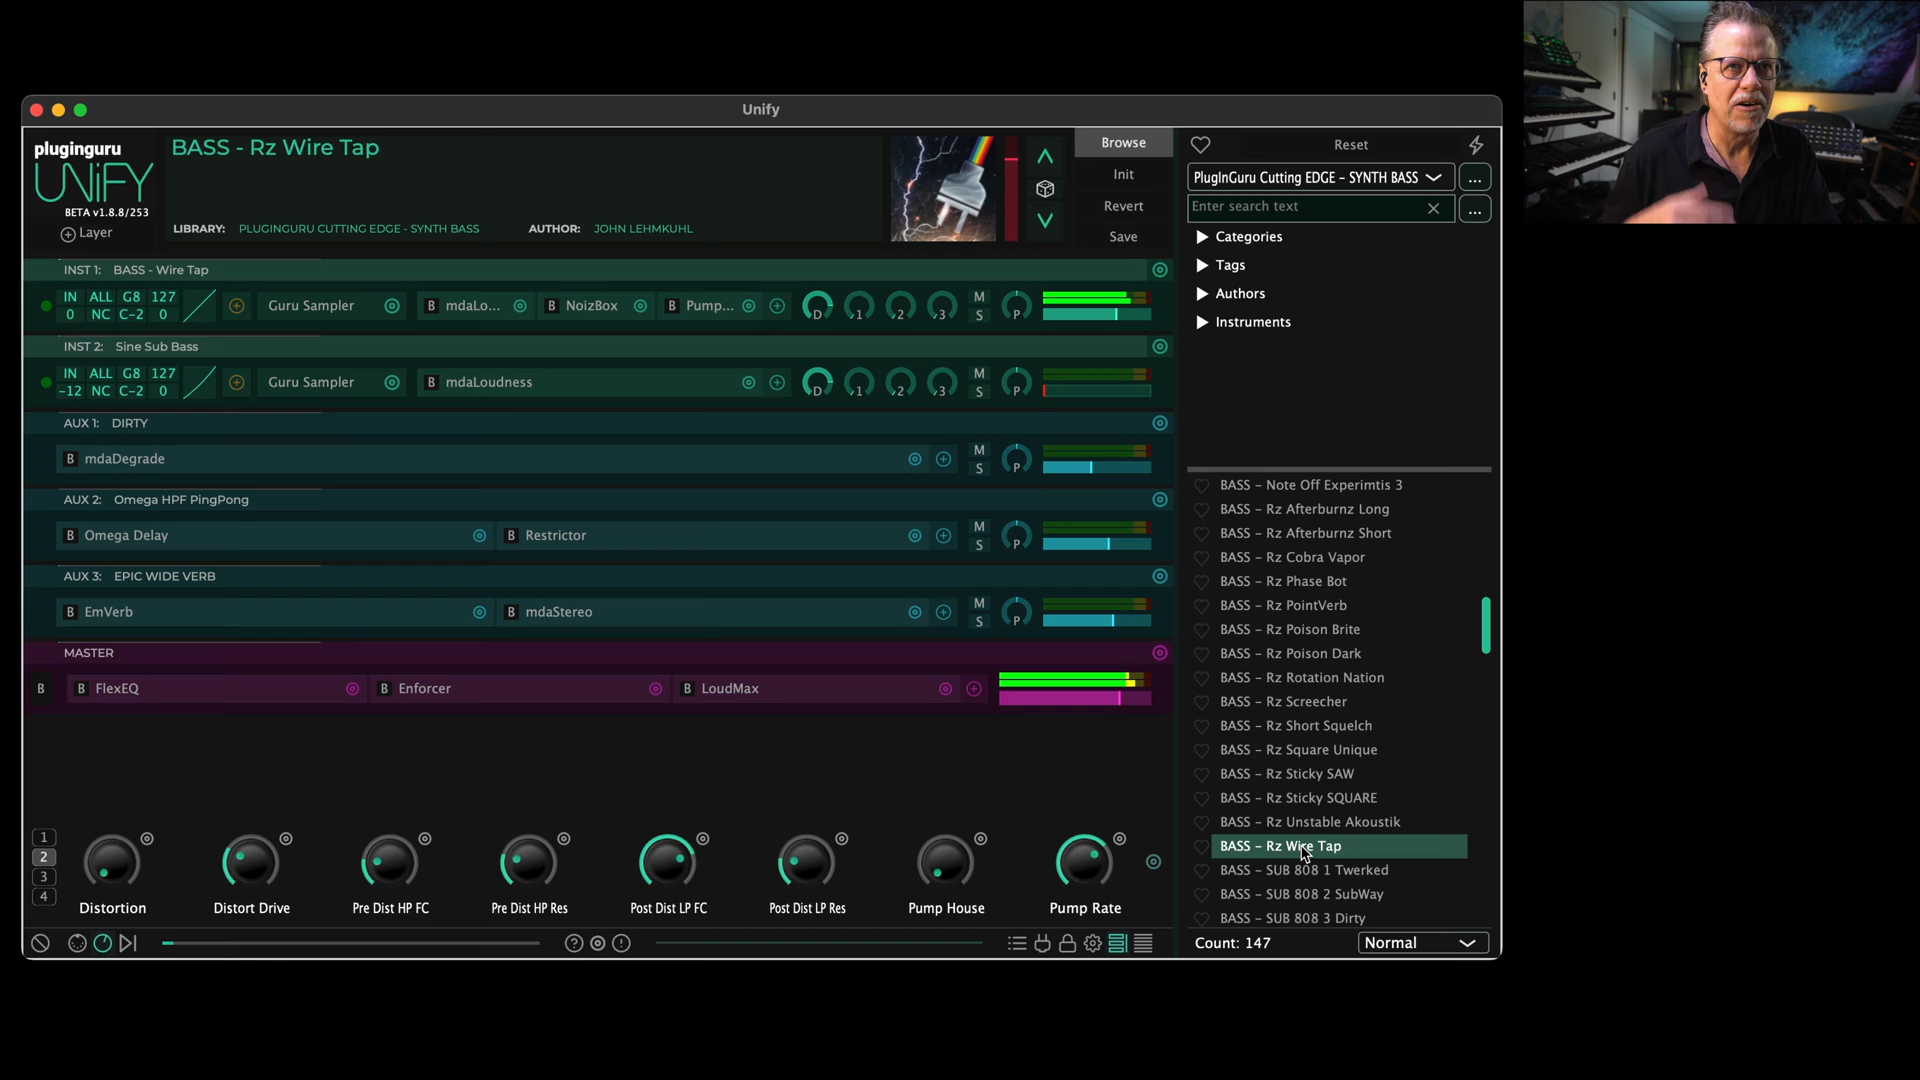 Unify
pluginguru
UNiFY
BETA v1.8.8/253
Layer
BASS - Rz Wire Tap
LIBRARY: PLUGINGURU CUTTING EDGE - SYNTH BASS AUTHOR: JOHN LEHMKUHL
Browse
Init
Revert
Save
Reset
PlugInGuru Cutting EDGE - SYNTH BASS ...
Enter search text ...
Categories
Tags
Authors
Instruments
INST 1: BASS - Wire Tap
IN ALL G8 127
0 NC C-2 0
Guru Sampler B mdaLo... B NoizBox B Pump... D 1 2 3 M S P
INST 2: Sine Sub Bass
IN ALL G8 127
-12 NC C-2 0
Guru Sampler B mdaLoudness D 1 2 3 M S P
AUX 1: DIRTY
B mdaDegrade M S P
AUX 2: Omega HPF PingPong
B Omega Delay B Restrictor M S P
AUX 3: EPIC WIDE VERB
B EmVerb B mdaStereo M S P
MASTER
B B FlexEQ B Enforcer B LoudMax
1
2
3
4
Distortion Distort Drive Pre Dist HP FC Pre Dist HP Res Post Dist LP FC Post Dist LP Res Pump House Pump Rate
BASS - Note Off Experimtis 3
BASS - Rz Afterburnz Long
BASS - Rz Afterburnz Short
BASS - Rz Cobra Vapor
BASS - Rz Phase Bot
BASS - Rz PointVerb
BASS - Rz Poison Brite
BASS - Rz Poison Dark
BASS - Rz Rotation Nation
BASS - Rz Screecher
BASS - Rz Short Squelch
BASS - Rz Square Unique
BASS - Rz Sticky SAW
BASS - Rz Sticky SQUARE
BASS - Rz Unstable Akoustik
BASS - Rz Wire Tap
BASS - SUB 808 1 Twerked
BASS - SUB 808 2 SubWay
BASS - SUB 808 3 Dirty
Count: 147 Normal